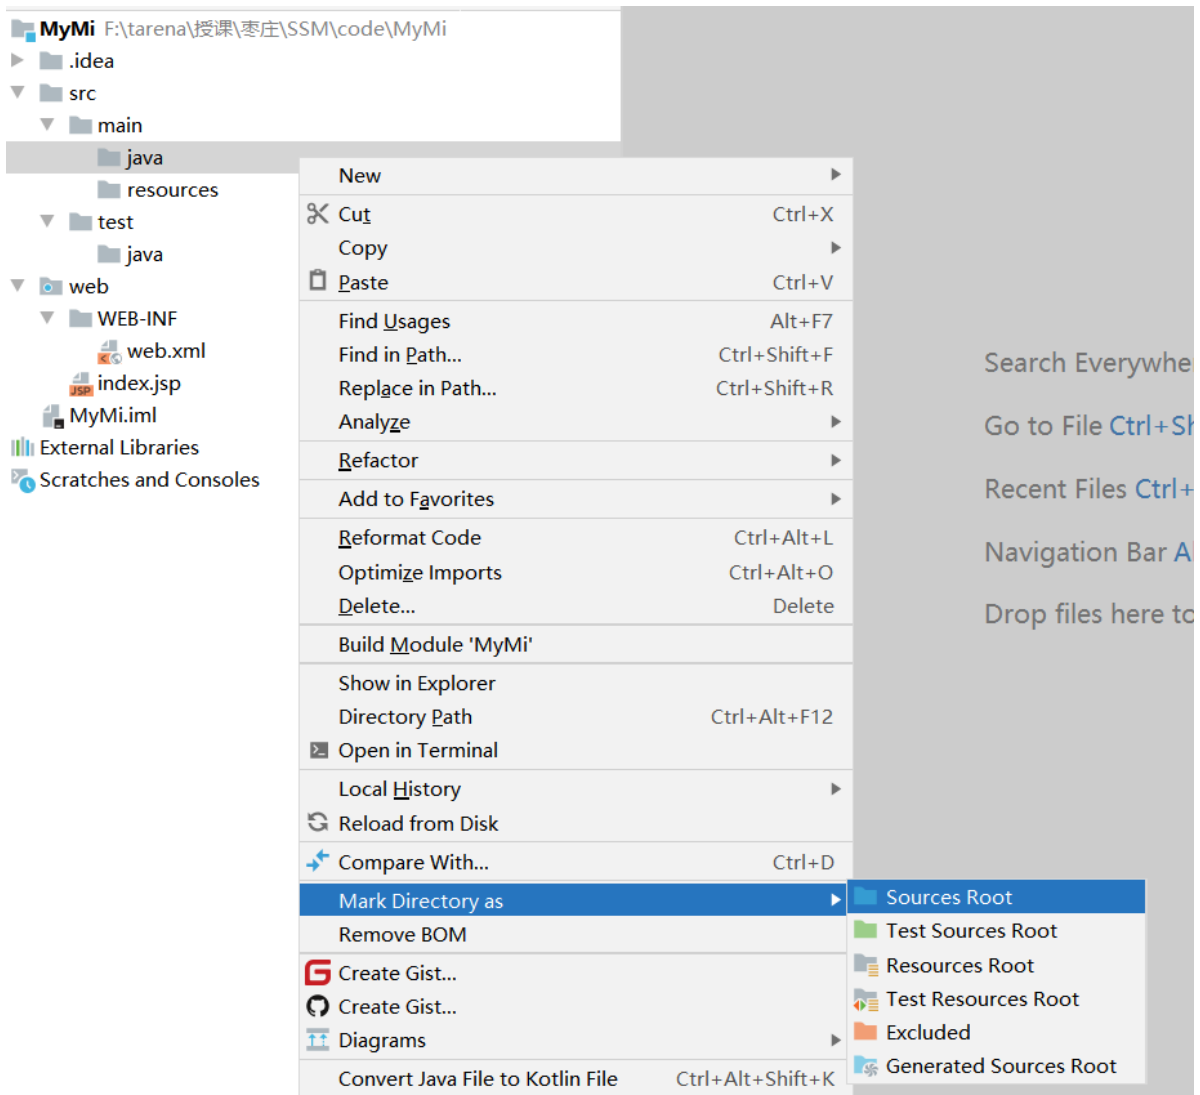 MyMi F:\tarena\授课\枣庄\SSM\code\MyMi
.idea
src
main
java
resources
test
java
web
WEB-INF
web.xml
JSP index.jsp
MyMi.iml
External Libraries
Scratches and Consoles
New
Cut Ctrl+X
Copy
Paste Ctrl+V
Find Usages Alt+F7
Find in Path... Ctrl+Shift+F
Replace in Path... Ctrl+Shift+R
Analyze
Refactor
Add to Favorites
Reformat Code Ctrl+Alt+L
Optimize Imports Ctrl+Alt+O
Delete... Delete
Build Module 'MyMi'
Show in Explorer
Directory Path Ctrl+Alt+F12
Open in Terminal
Local History
Reload from Disk
Compare With... Ctrl+D
Mark Directory as
Remove BOM
Create Gist...
Create Gist...
Diagrams
Convert Java File to Kotlin File Ctrl+Alt+Shift+K
Sources Root
Test Sources Root
Resources Root
Test Resources Root
Excluded
Generated Sources Root
Search Everywhe
Go to File Ctrl+Sh
Recent Files Ctrl+
Navigation Bar Al
Drop files here to